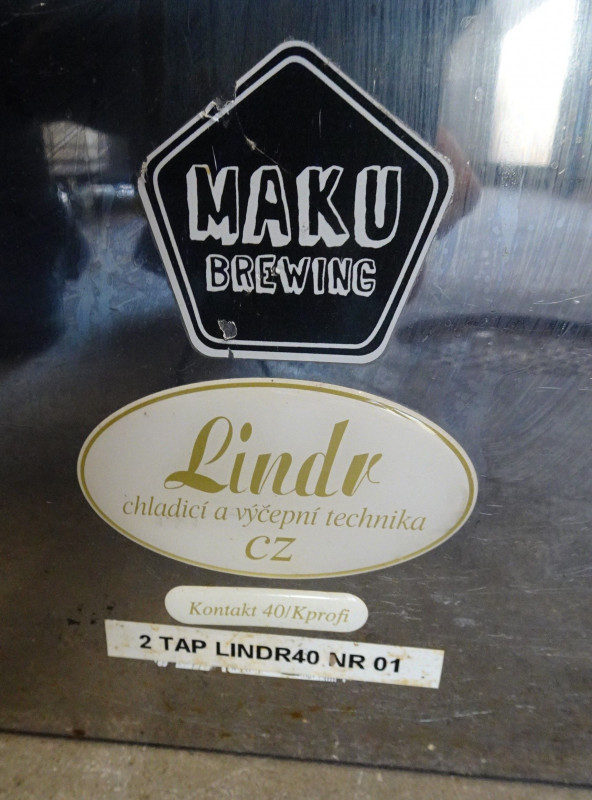 MAKU
BREWING
Lindr
chladicí a výčepní technika
CZ
Kontakt 40/Kprofi
2 TAP LINDR40 NR 01